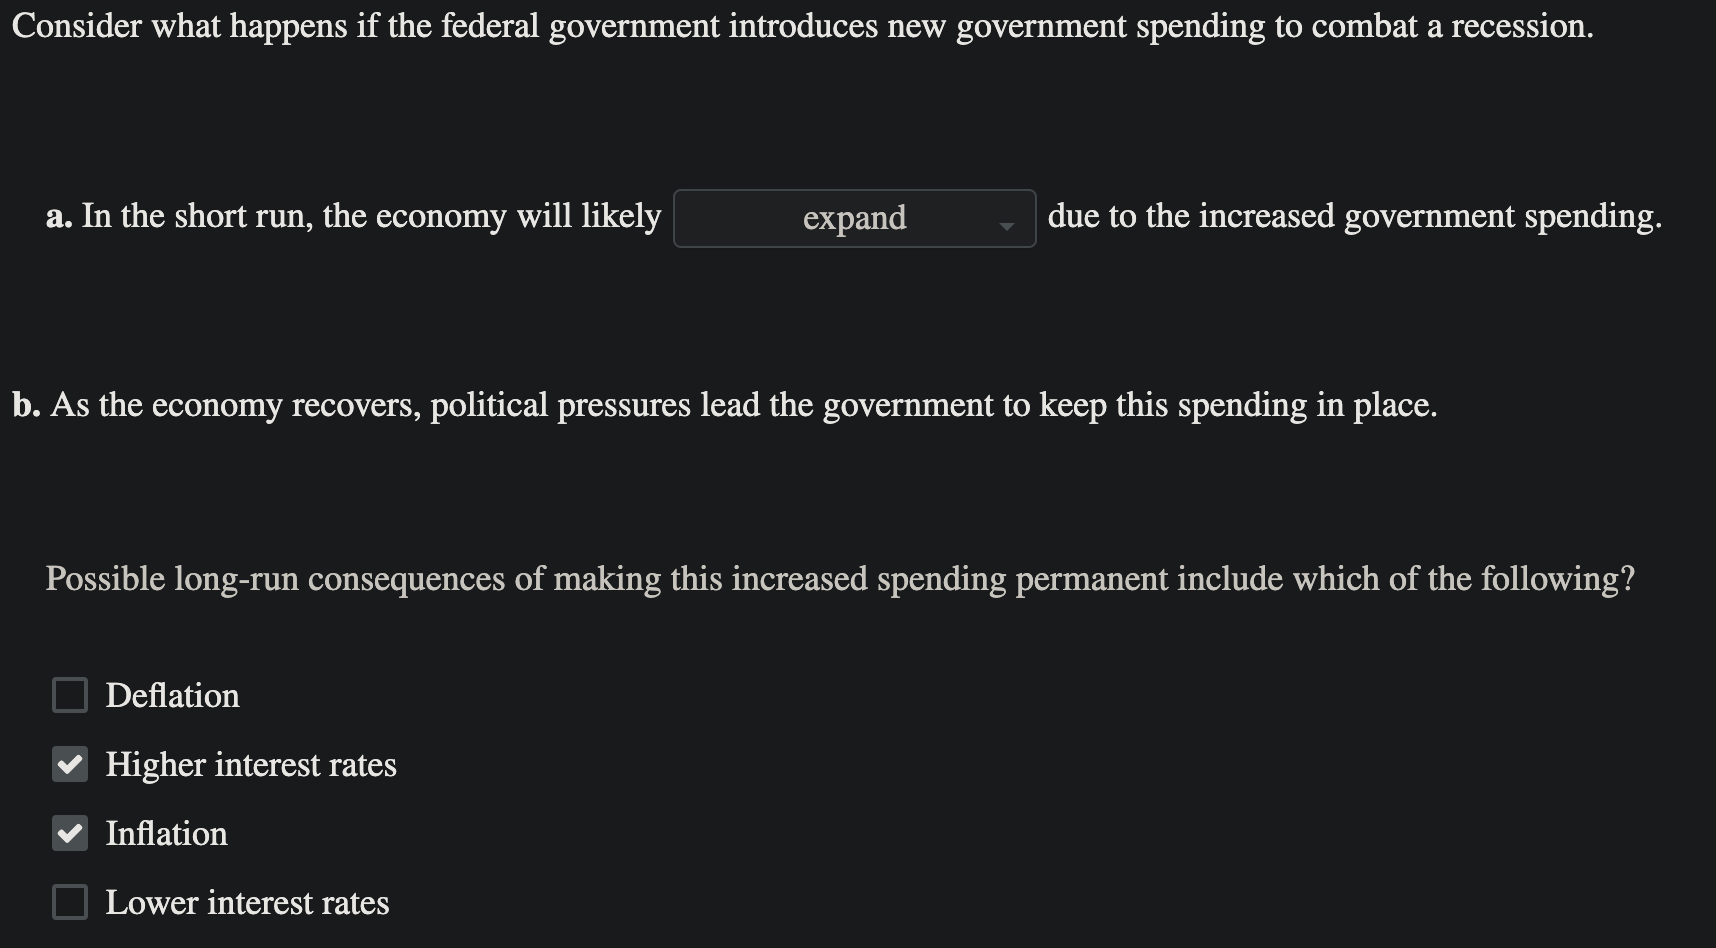 Consider what happens if the federal government introduces new government spending to combat a recession.
a. In the short run, the economy will likely expand due to the increased government spending.
b. As the economy recovers, political pressures lead the government to keep this spending in place.
Possible long-run consequences of making this increased spending permanent include which of the following?
Deflation
Higher interest rates
Inflation
Lower interest rates